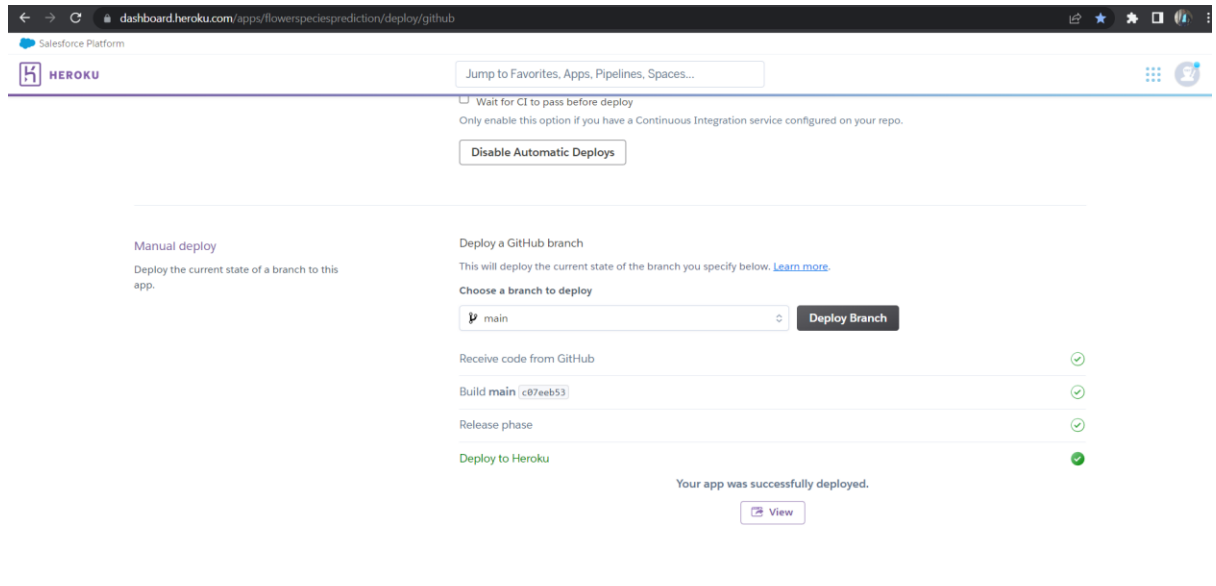 dashboard.heroku.com/apps/flowerspeciesprediction/deploy/github
Salesforce Platform
HEROKU
Jump to Favorites, Apps, Pipelines, Spaces...
Wait for CI to pass before deploy
Only enable this option if you have a Continuous Integration service configured on your repo.
Disable Automatic Deploys
Manual deploy
Deploy the current state of a branch to this
app.
Deploy a GitHub branch
This will deploy the current state of the branch you specify below. Learn more.
Choose a branch to deploy
main
Deploy Branch
Receive code from GitHub
Build main c07eeb53
Release phase
Deploy to Heroku
Your app was successfully deployed.
View